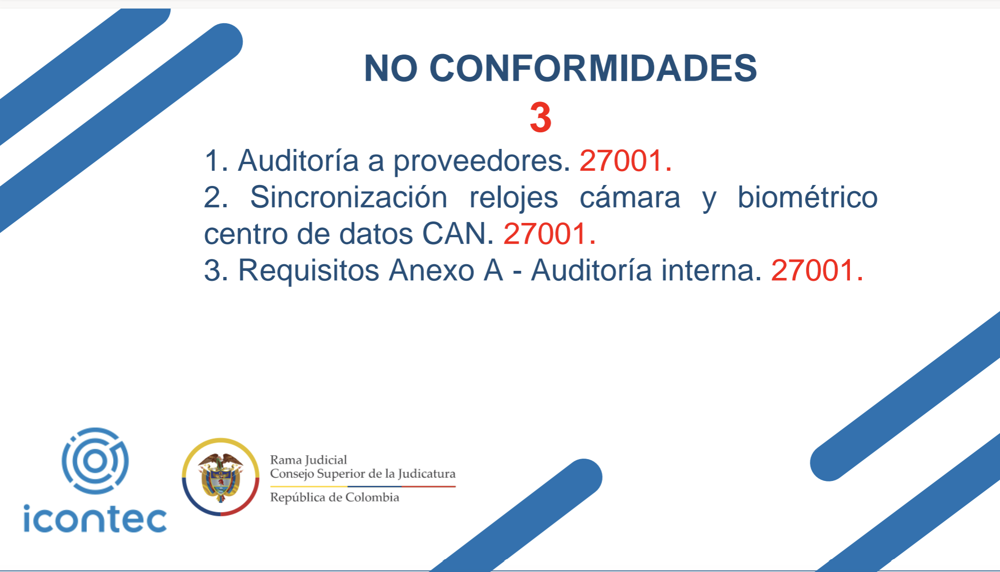 NO CONFORMIDADES
3
1. Auditoría a proveedores. 27001.
2. Sincronización relojes cámara y biométrico
centro de datos CAN. 27001.
3. Requisitos Anexo A - Auditoría interna. 27001.
icontec
Rama Judicial
Consejo Superior de la Judicatura
República de Colombia